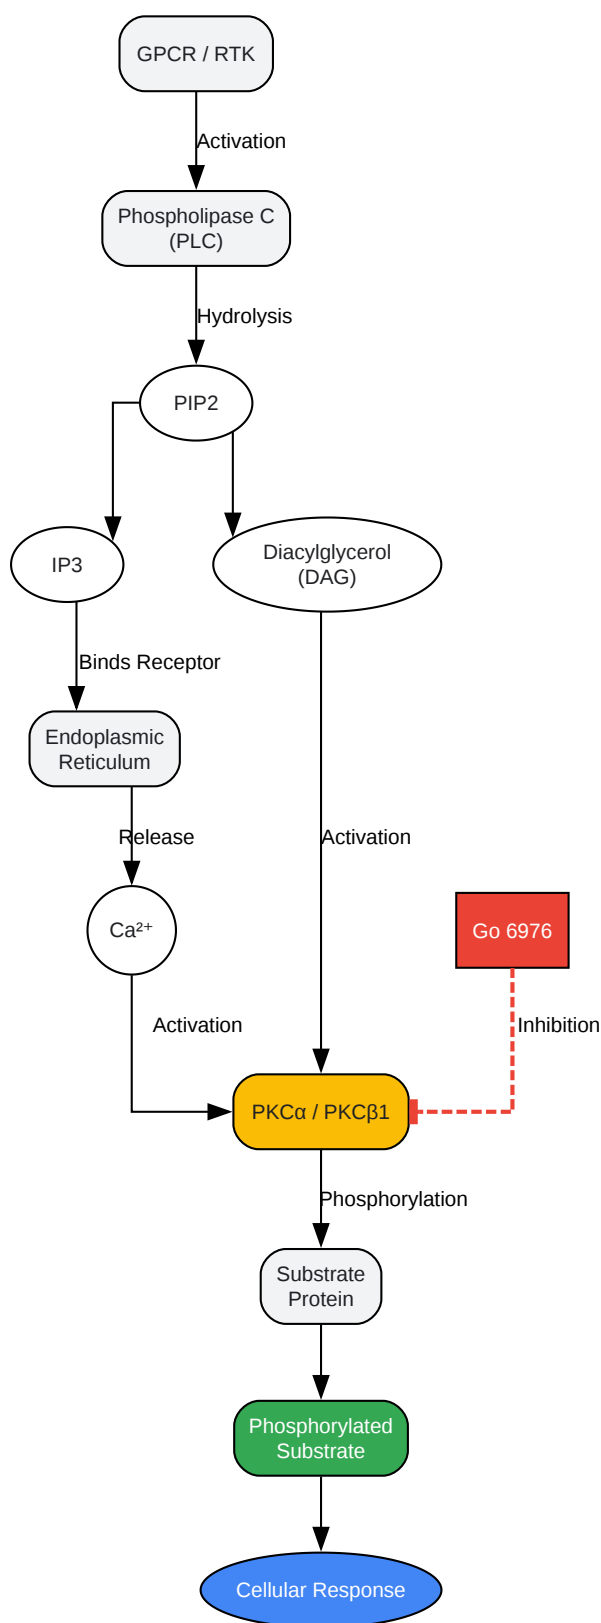 GPCR / RTK
Activation
Phospholipase C
(PLC)
Hydrolysis
PIP2
IP3
Diacylglycerol
(DAG)
Binds Receptor
Endoplasmic
Reticulum
Release
Activation
Ca²⁺
Go 6976
Activation
Inhibition
PKCα / PKCβ1
Phosphorylation
Substrate
Protein
Phosphorylated
Substrate
Cellular Response